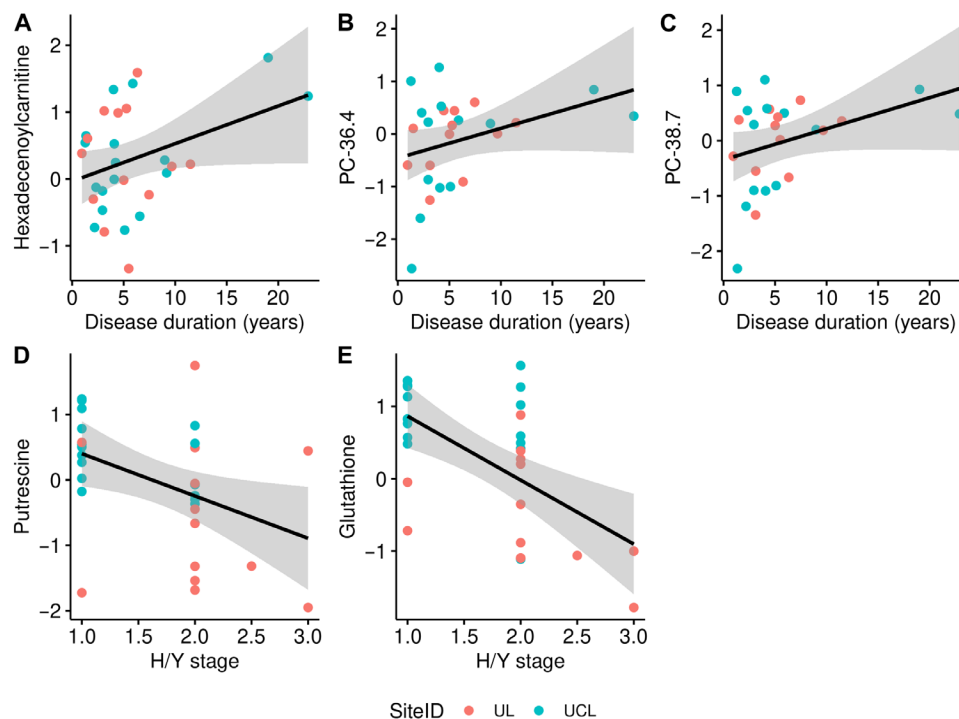 A
B
C
Hexadecenoylcarnitine
2
1
0
−1
0 5 10 15 20
Disease duration (years)
PC-36.4
2
1
0
−1
−2
0 5 10 15 20
Disease duration (years)
PC-38.7
2
1
0
−1
−2
0 5 10 15 20
Disease duration (years)
D
E
Putrescine
1
0
−1
−2
1.0 1.5 2.0 2.5 3.0
H/Y stage
Glutathione
1
0
−1
1.0 1.5 2.0 2.5 3.0
H/Y stage
SiteID UL UCL